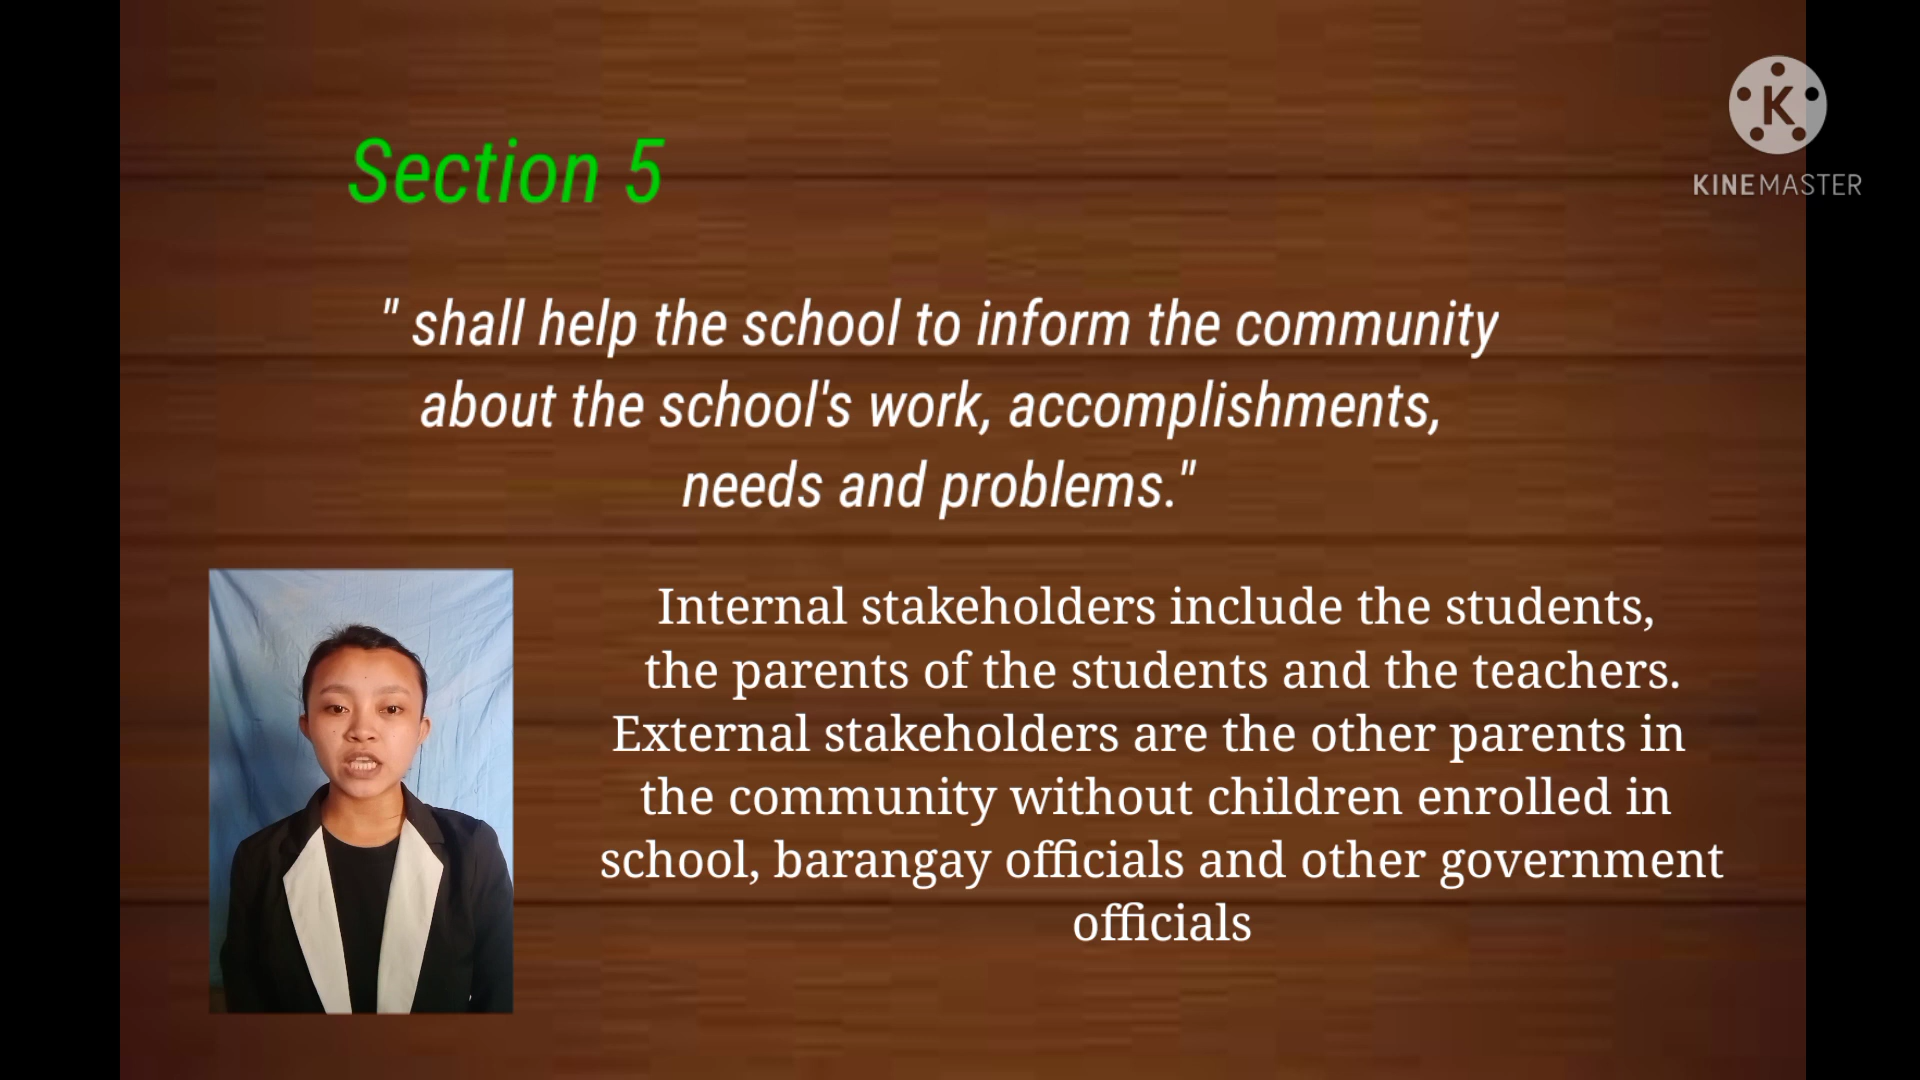 Section 5
K
KINEMASTER
" shall help the school to inform the community
about the school's work, accomplishments,
needs and problems."
Internal stakeholders include the students,
the parents of the students and the teachers.
External stakeholders are the other parents in
the community without children enrolled in
school, barangay officials and other government
officials